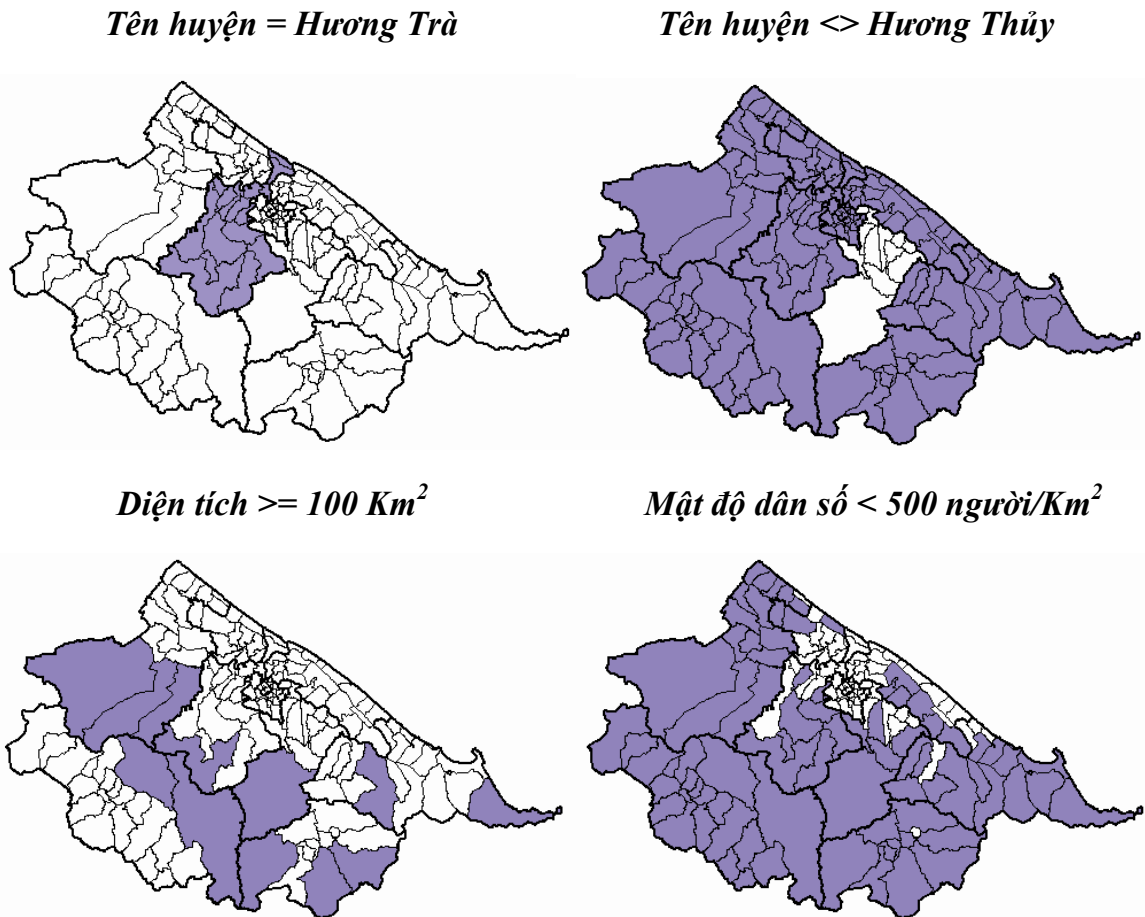 Tên huyện = Hương Trà
Tên huyện <> Hương Thủy
Diện tích >= 100 Km²
Mật độ dân số < 500 người/Km²